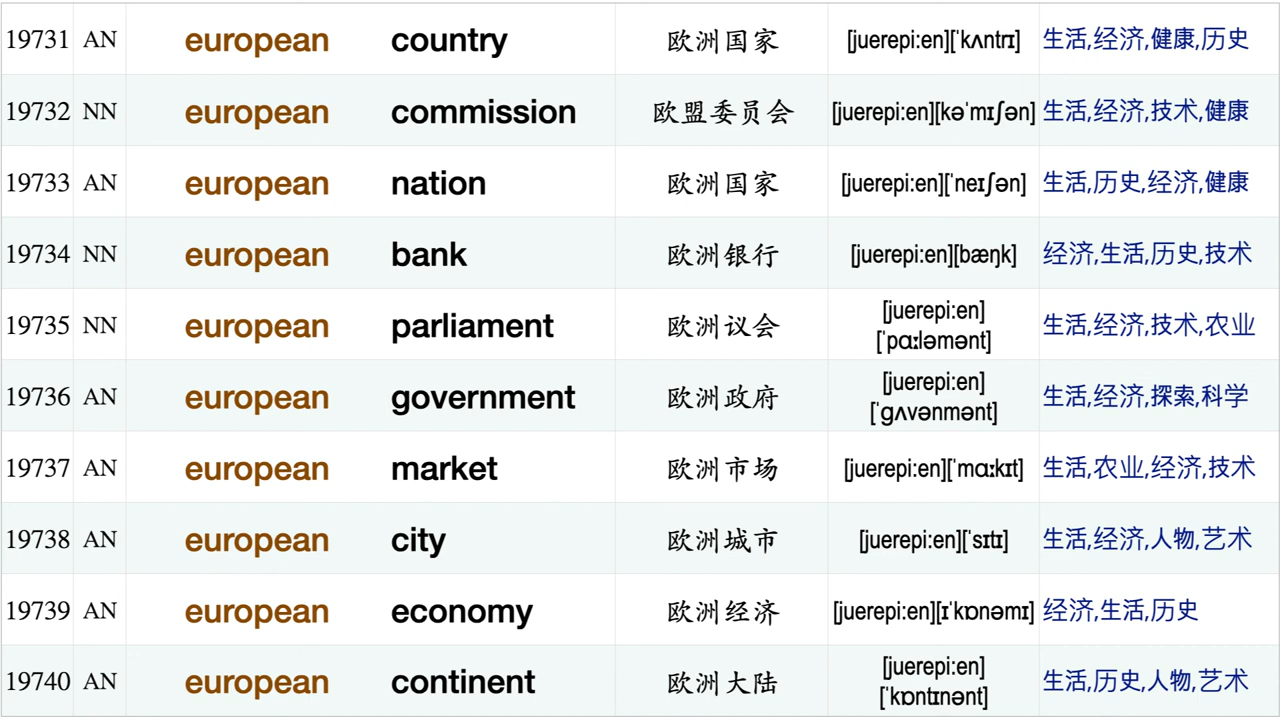 19731 AN european country 欧洲国家 [juerepi:en][ˈkʌntrɪ] 生活,经济,健康,历史
19732 NN european commission 欧盟委员会 [juerepi:en][kəˈmɪʃən] 生活,经济,技术,健康
19733 AN european nation 欧洲国家 [juerepi:en][ˈneɪʃən] 生活,历史,经济,健康
19734 NN european bank 欧洲银行 [juerepi:en][bæŋk] 经济,生活,历史,技术
19735 NN european parliament 欧洲议会 [juerepi:en] [ˈpɑːləmənt] 生活,经济,技术,农业
19736 AN european government 欧洲政府 [juerepi:en] [ˈɡʌvənmənt] 生活,经济,探索,科学
19737 AN european market 欧洲市场 [juerepi:en][ˈmɑːkɪt] 生活,农业,经济,技术
19738 AN european city 欧洲城市 [juerepi:en][ˈsɪtɪ] 生活,经济,人物,艺术
19739 AN european economy 欧洲经济 [juerepi:en][ɪˈkɒnəmɪ] 经济,生活,历史
19740 AN european continent 欧洲大陆 [juerepi:en] [ˈkɒntɪnənt] 生活,历史,人物,艺术